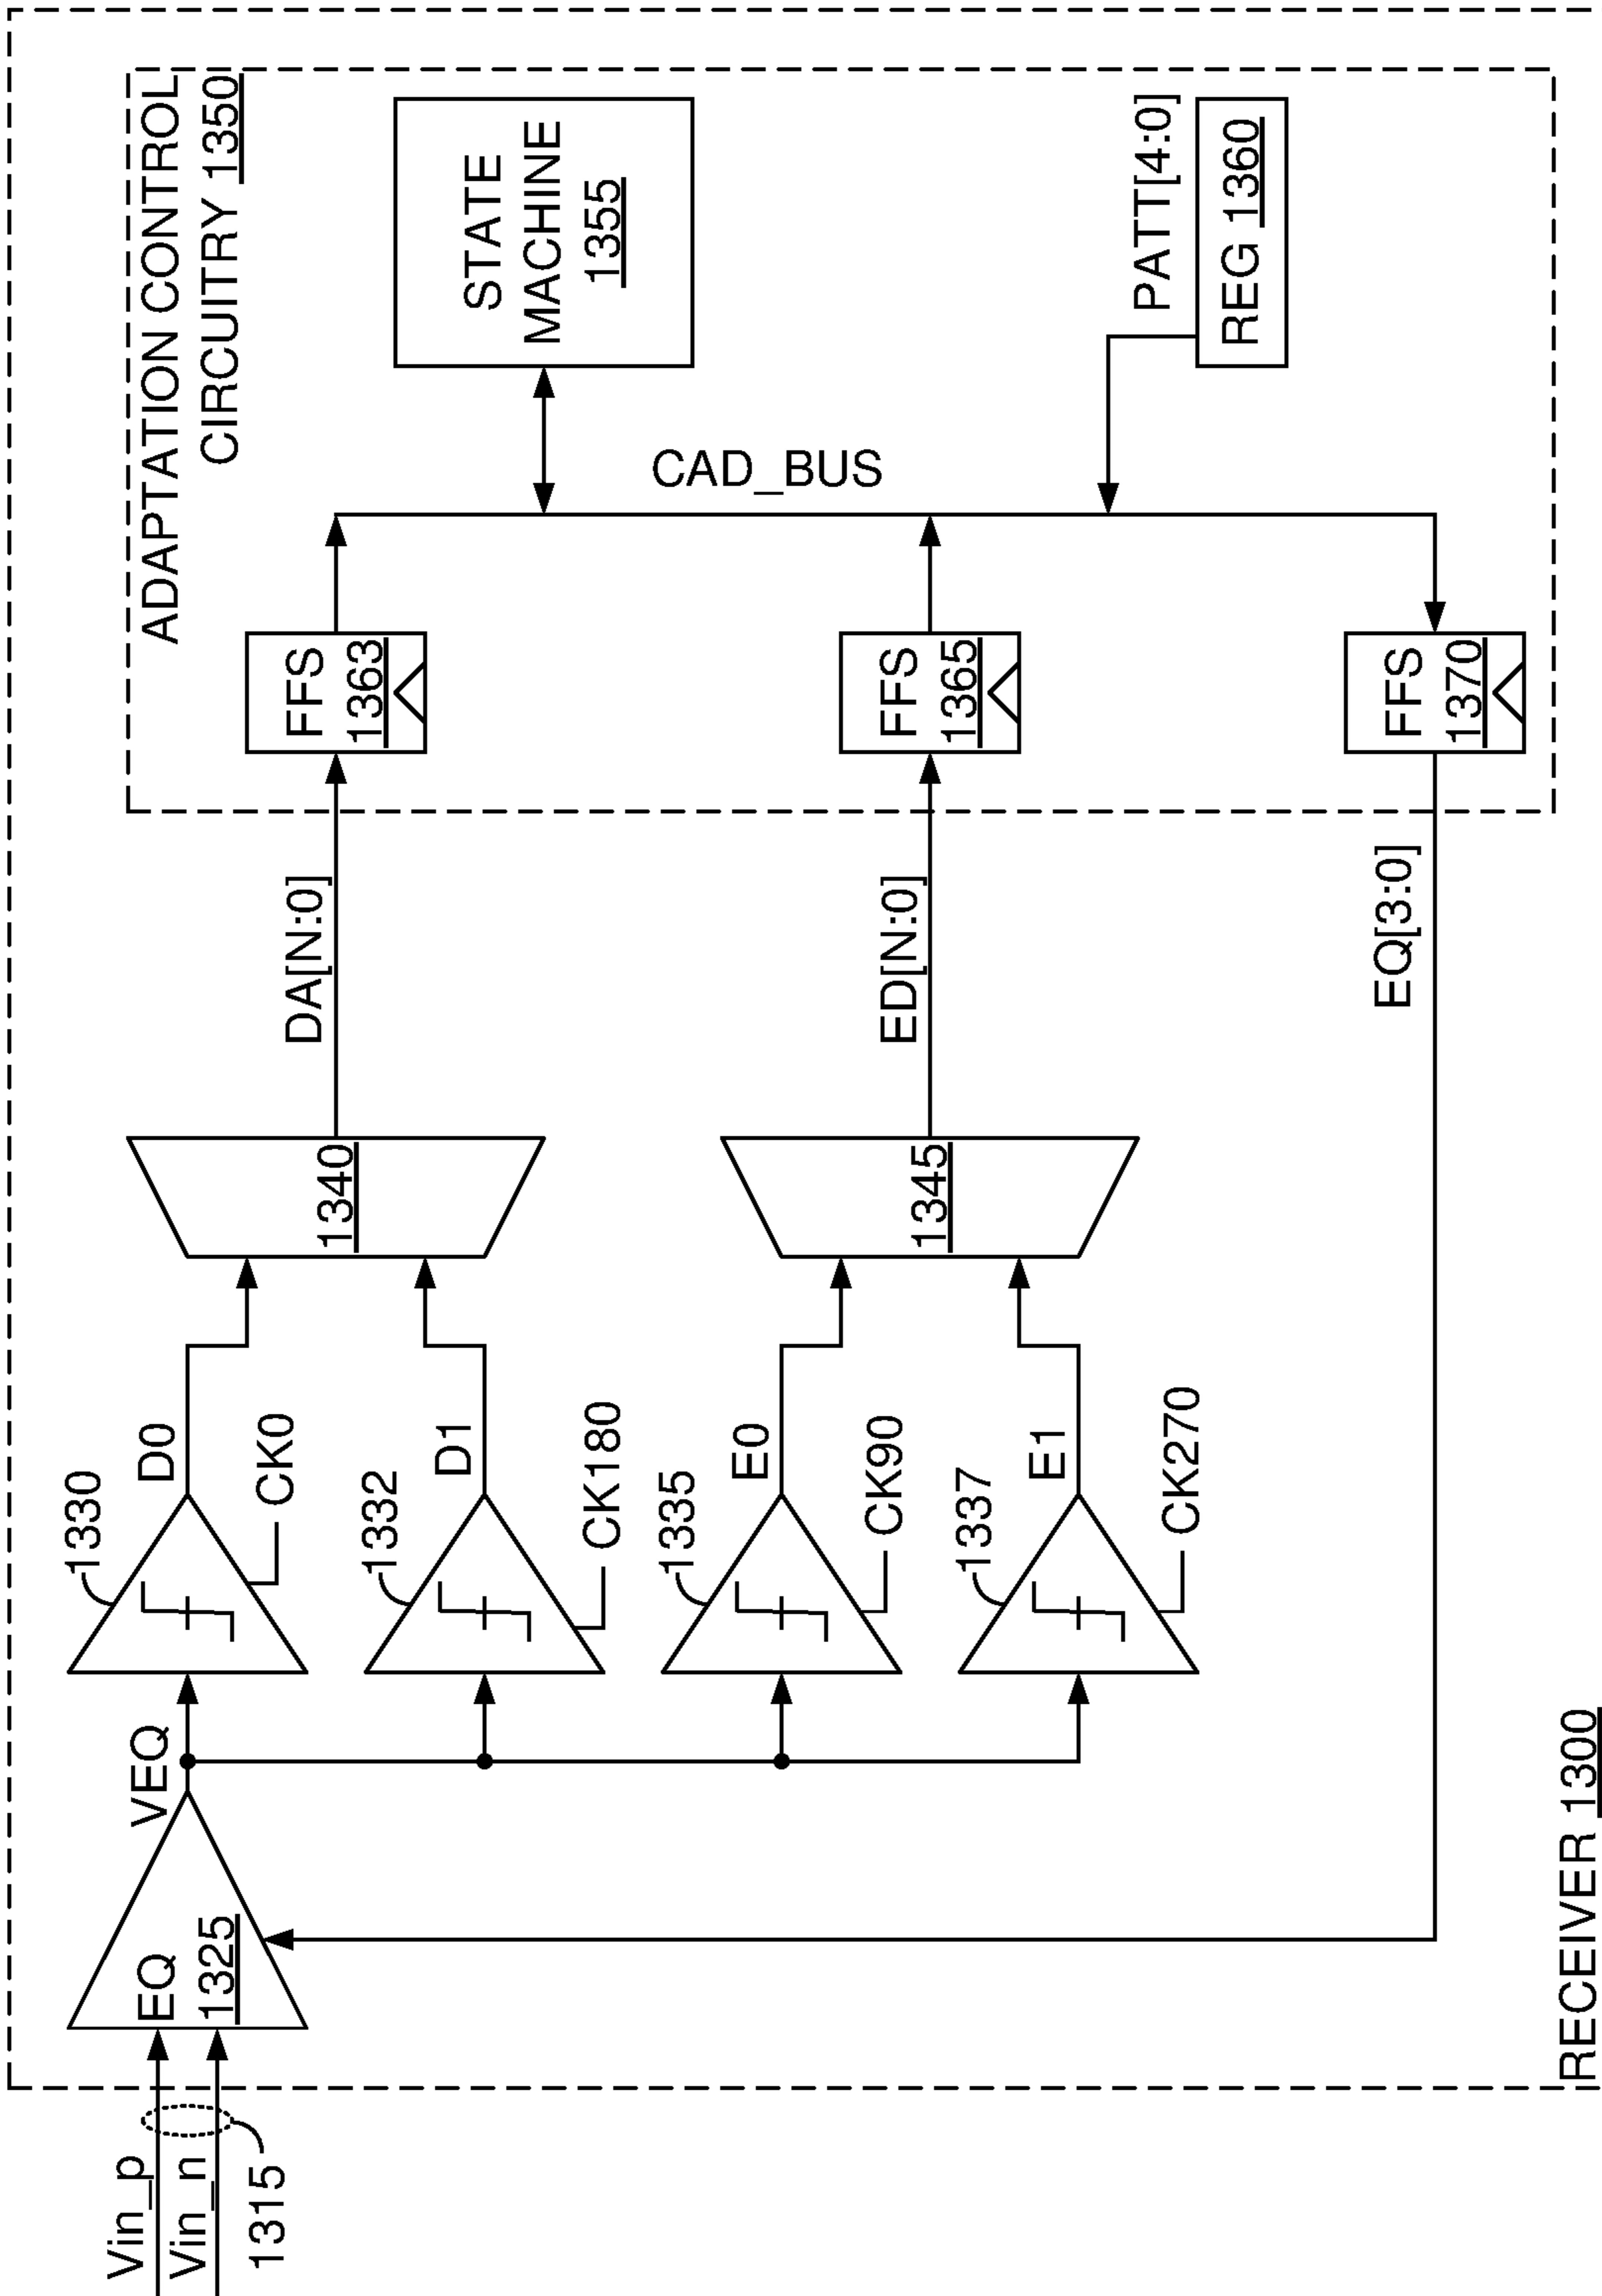 Vin_p
Vin_n
1315
EQ
1325
VEQ
1330
D0
CK0
1332
D1
CK180
1335
E0
CK90
1337
E1
CK270
1340
1345
DA[N:0]
ED[N:0]
EQ[3:0]
ADAPTATION CONTROL
CIRCUITRY 1350
FFS
1363
FFS
1365
FFS
1370
CAD_BUS
STATE
MACHINE
1355
PATT[4:0]
REG 1360
RECEIVER 1300